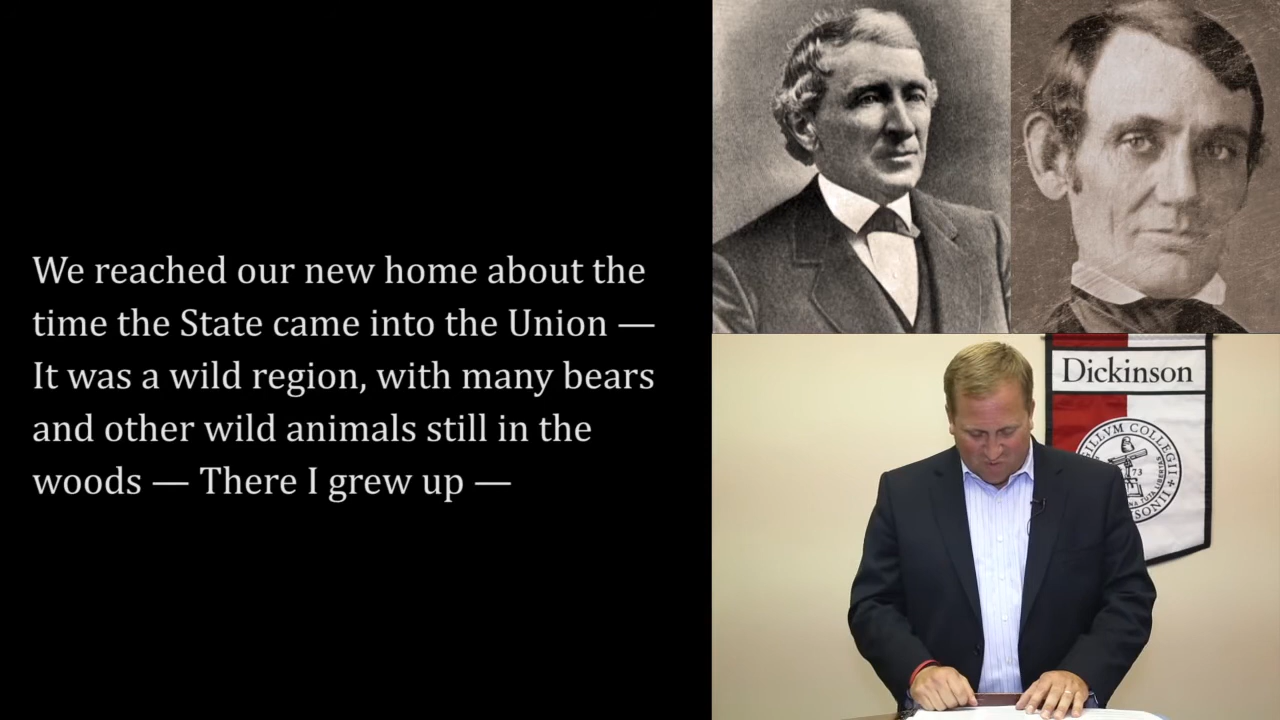 We reached our new home about the
time the State came into the Union —
It was a wild region, with many bears
and other wild animals still in the
woods — There I grew up —
Dickinson